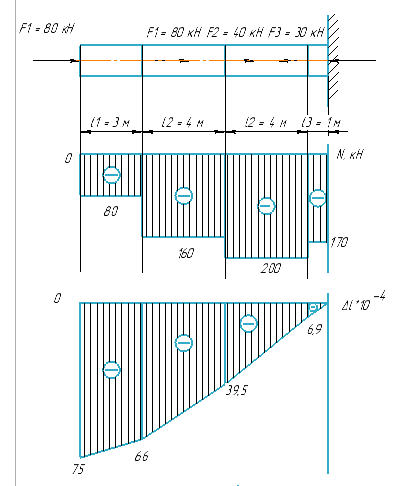 F1 = 80 кН
F1 = 80 кН F2 = 40 кН F3 = 30 кН
l1 = 3 м l2 = 4 м l2 = 4 м l3 = 1м
0 N, кН
80
160
200
170
0 Δl*10 -4
6,9
39,5
66
75